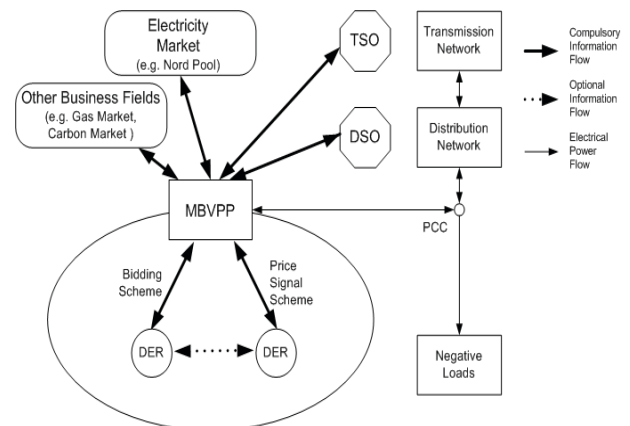 Electricity
Market
(e.g. Nord Pool)
Other Business Fields
(e.g. Gas Market,
Carbon Market )
TSO
DSO
Transmission
Network
Distribution
Network
Compulsory
Information
Flow
Optional
Information
Flow
Electrical
Power
Flow
MBVPP
PCC
Bidding
Scheme
Price
Signal
Scheme
DER
DER
Negative
Loads